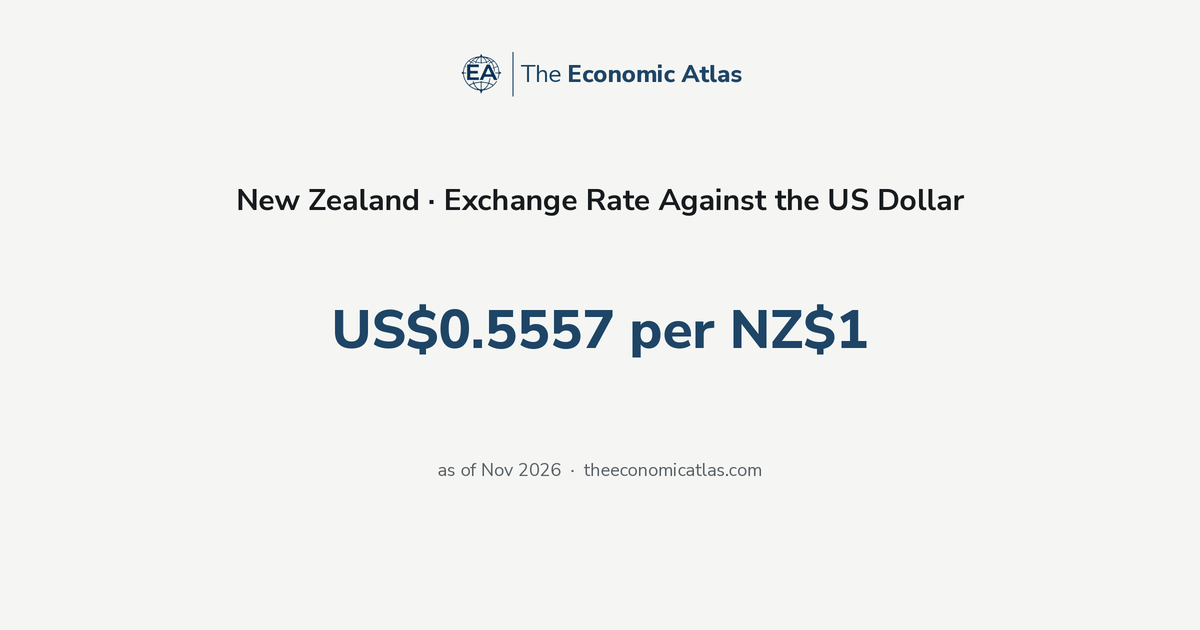 EA The Economic Atlas
New Zealand · Exchange Rate Against the US Dollar
US$0.5557 per NZ$1
as of Nov 2026 · theeconomicatlas.com